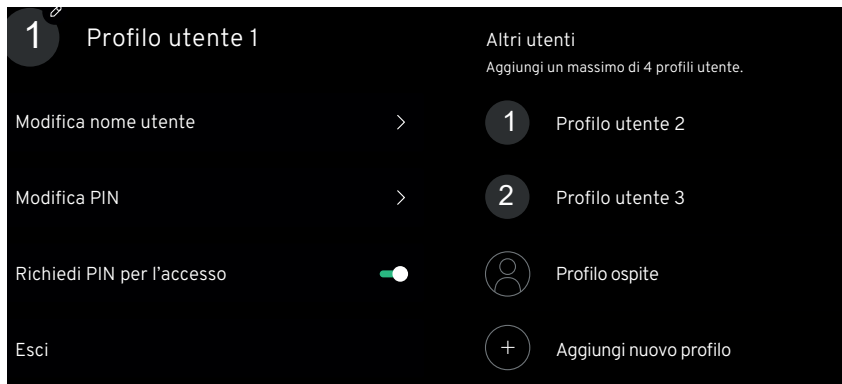 1
Profilo utente 1
Modifica nome utente
Modifica PIN
Richiedi PIN per l'accesso
Esci
Altri utenti
Aggiungi un massimo di 4 profili utente.
1
Profilo utente 2
2
Profilo utente 3
Profilo ospite
Aggiungi nuovo profilo